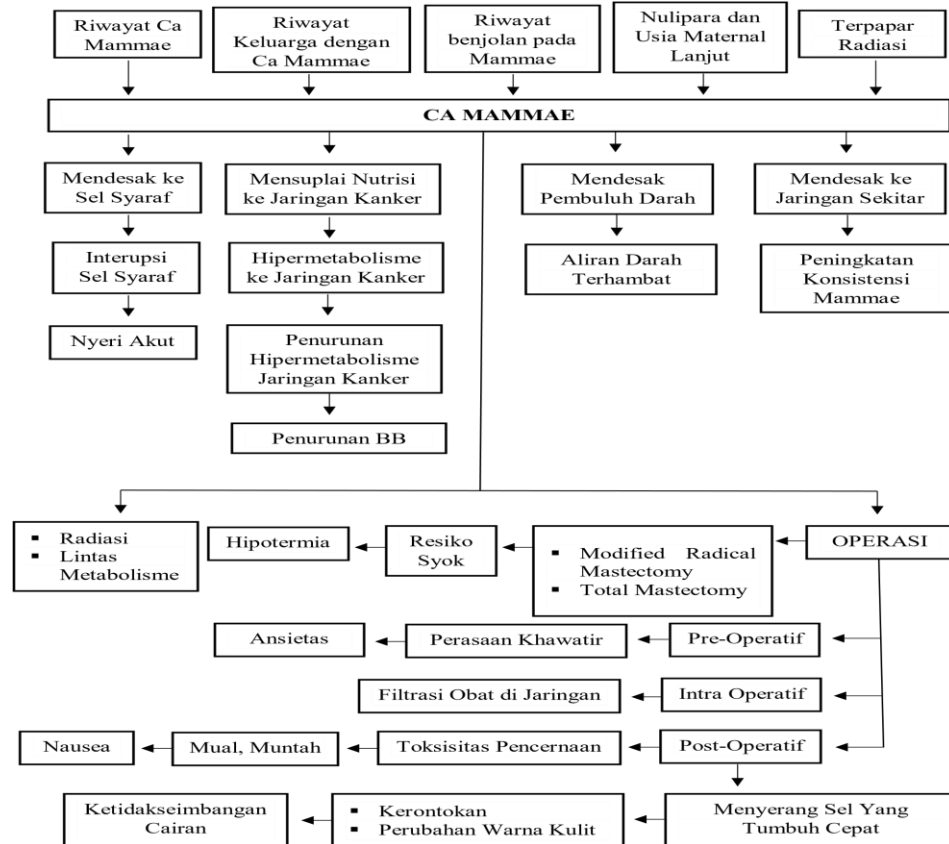 Riwayat Ca
Mammae
Riwayat
Keluarga dengan
Ca Mammae
Riwayat
benjolan pada
Mammae
Nulipara dan
Usia Maternal
Lanjut
Terpapar
Radiasi
CA MAMMAE
Mendesak ke
Sel Syaraf
Mensuplai Nutrisi
ke Jaringan Kanker
Mendesak
Pembuluh Darah
Mendesak ke
Jaringan Sekitar
Interupsi
Sel Syaraf
Hipermetabolisme
ke Jaringan Kanker
Aliran Darah
Terhambat
Peningkatan
Konsistensi
Mammae
Nyeri Akut
Penurunan
Hipermetabolisme
Jaringan Kanker
Penurunan BB
▪ Radiasi
▪ Lintas
Metabolisme
Hipotermia
Resiko
Syok
▪ Modified Radical
Mastectomy
▪ Total Mastectomy
OPERASI
Ansietas
Perasaan Khawatir
Pre-Operatif
Filtrasi Obat di Jaringan
Intra Operatif
Nausea
Mual, Muntah
Toksisitas Pencernaan
Post-Operatif
Ketidakseimbangan
Cairan
▪ Kerontokan
▪ Perubahan Warna Kulit
Menyerang Sel Yang
Tumbuh Cepat